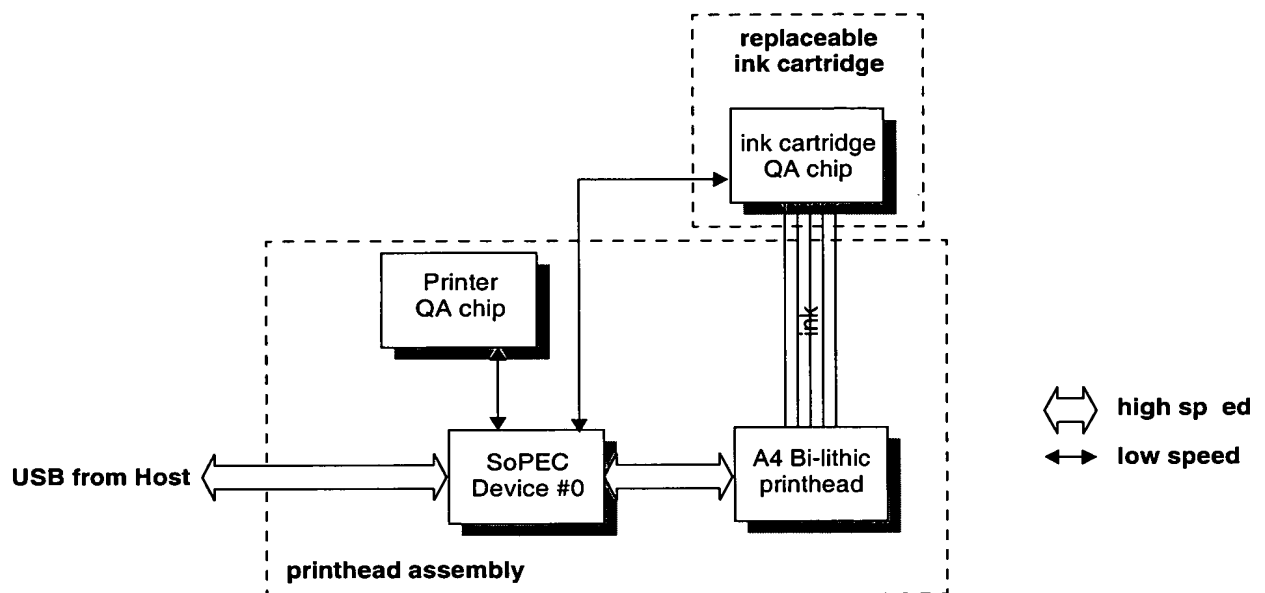 replaceable
ink cartridge
ink cartridge
QA chip
Printer
QA chip
ink
high sp ed
low speed
USB from Host
SoPEC
Device #0
A4 Bi-lithic
printhead
printhead assembly